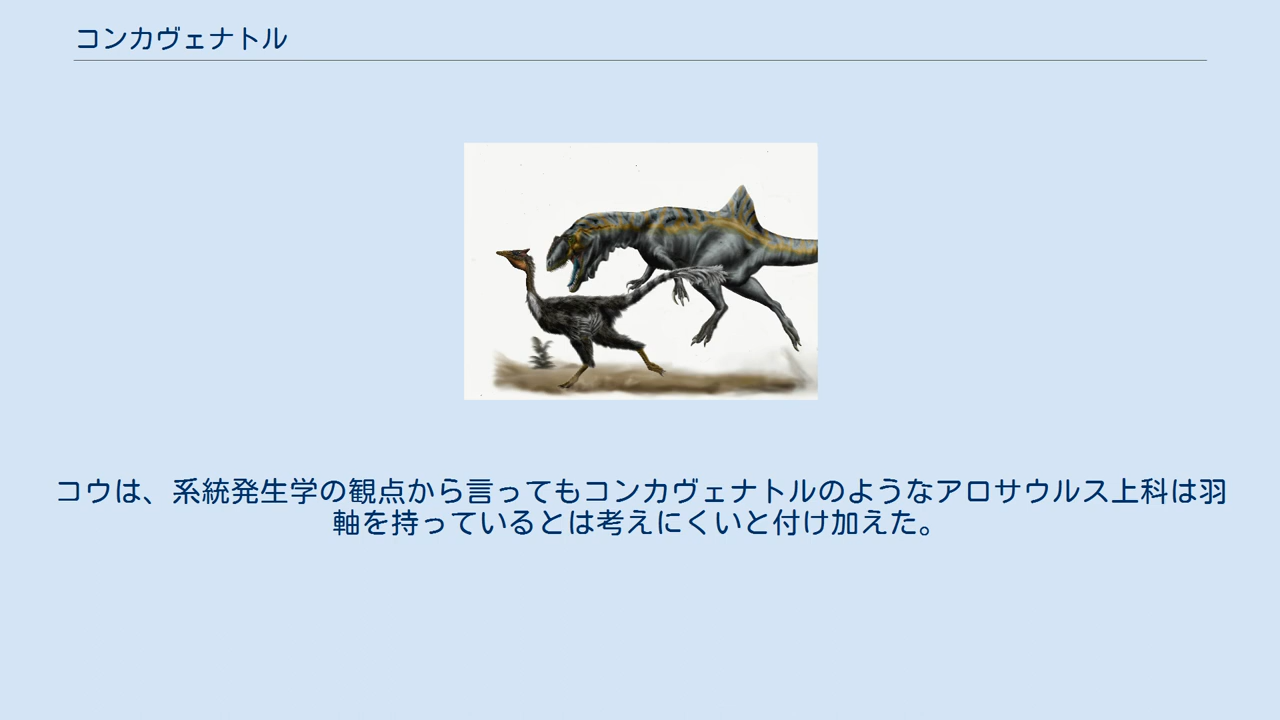 コンカヴェナトル
コウは、系統発生学の観点から言ってもコンカヴェナトルのようなアロサウルス上科は羽
軸を持っているとは考えにくいと付け加えた。